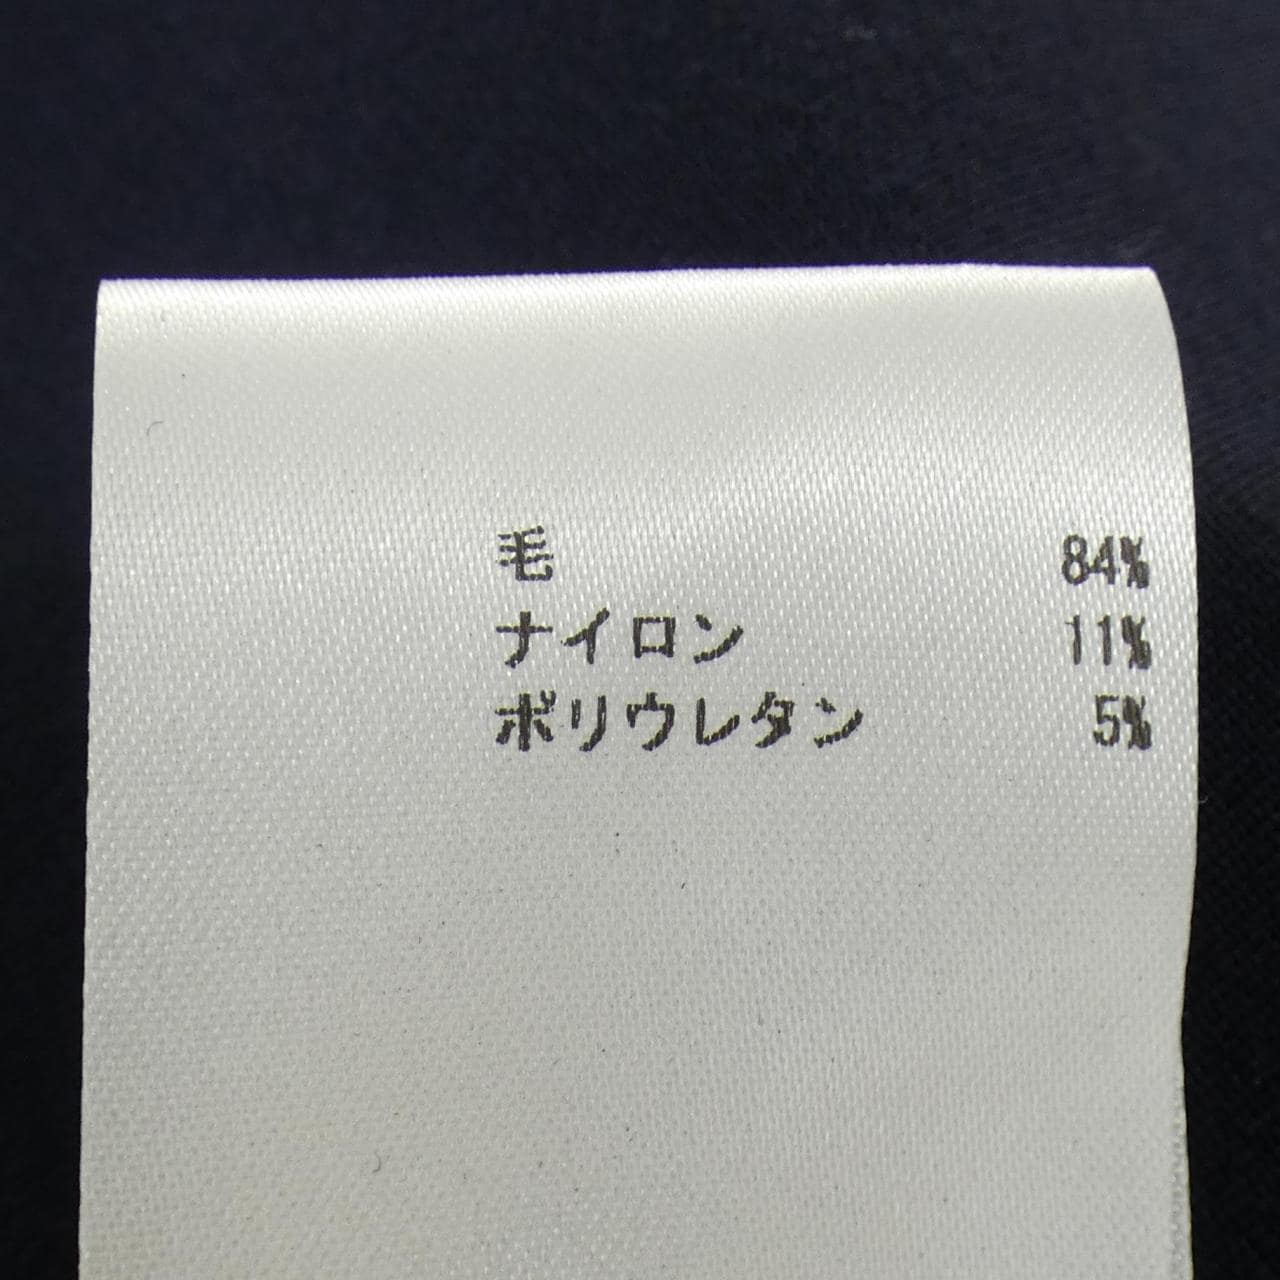 毛 84%
ナイロン 11%
ポリウレタン 5%